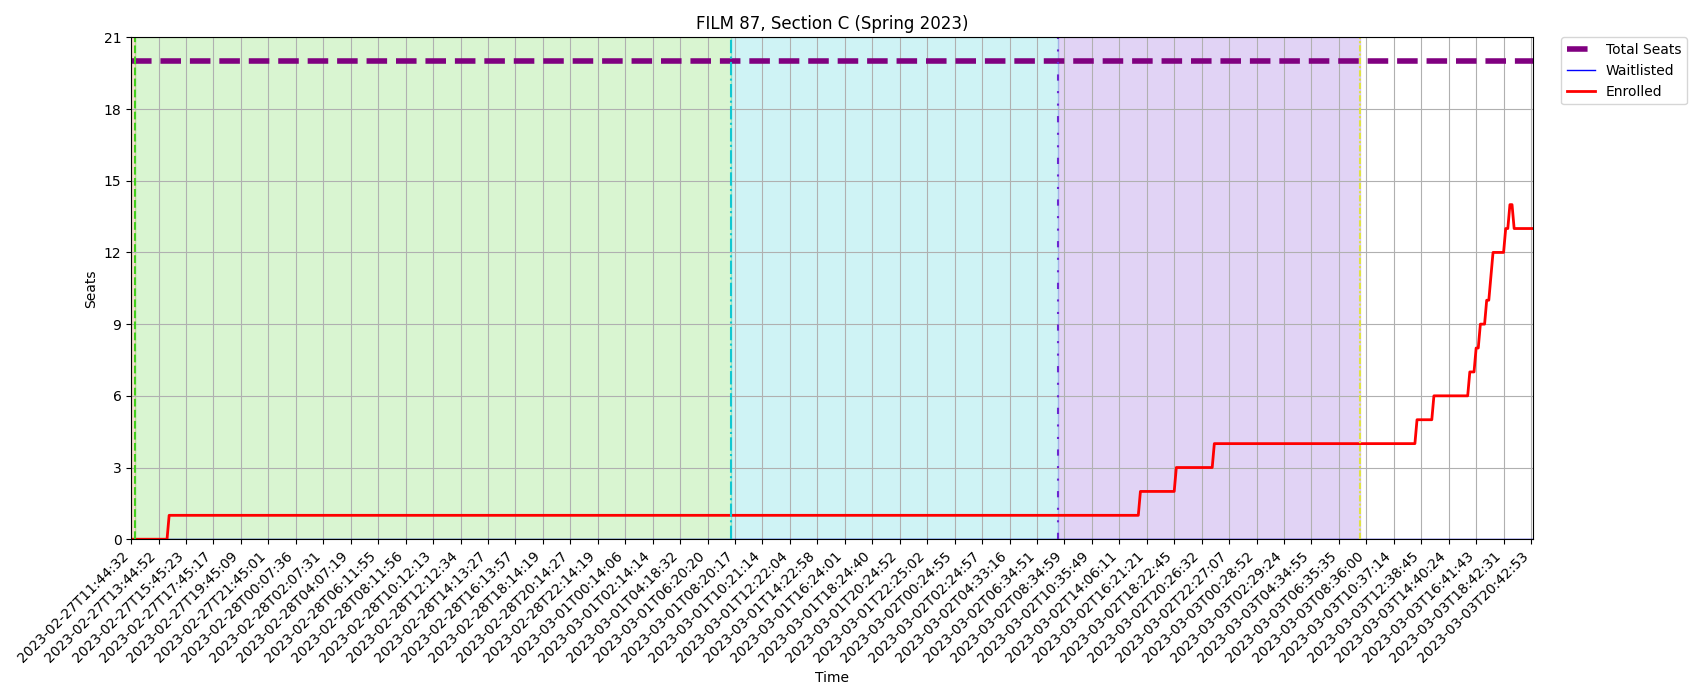 FILM 87, Section C (Spring 2023)
21
18
15
12
9
6
3
0
Seats
Total Seats
Waitlisted
Enrolled
2023-02-27T11:44:32
2023-02-27T13:44:52
2023-02-27T15:45:23
2023-02-27T17:45:17
2023-02-27T19:45:09
2023-02-27T21:45:01
2023-02-28T00:07:36
2023-02-28T02:07:31
2023-02-28T04:07:19
2023-02-28T06:11:55
2023-02-28T08:11:56
2023-02-28T10:12:13
2023-02-28T12:12:34
2023-02-28T14:13:27
2023-02-28T16:13:57
2023-02-28T18:14:19
2023-02-28T20:14:27
2023-02-28T22:14:19
2023-03-01T00:14:06
2023-03-01T02:14:14
2023-03-01T04:18:32
2023-03-01T06:20:20
2023-03-01T08:20:17
2023-03-01T10:21:14
2023-03-01T12:22:04
2023-03-01T14:22:58
2023-03-01T16:24:01
2023-03-01T18:24:40
2023-03-01T20:24:52
2023-03-01T22:25:02
2023-03-02T00:24:55
2023-03-02T02:24:57
2023-03-02T04:33:16
2023-03-02T06:34:51
2023-03-02T08:34:59
2023-03-02T10:35:49
2023-03-02T14:06:11
2023-03-02T16:21:21
2023-03-02T18:22:45
2023-03-02T20:26:32
2023-03-02T22:27:07
2023-03-03T00:28:52
2023-03-03T02:29:24
2023-03-03T04:34:55
2023-03-03T06:35:35
2023-03-03T08:36:00
2023-03-03T10:37:14
2023-03-03T12:38:45
2023-03-03T14:40:24
2023-03-03T16:41:43
2023-03-03T18:42:31
2023-03-03T20:42:53
Time